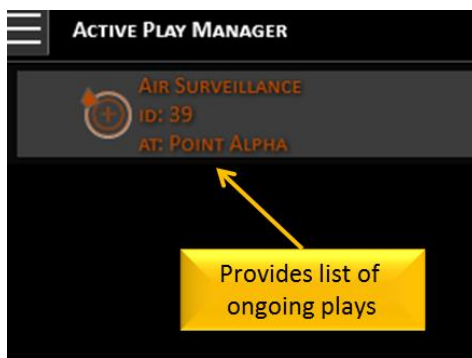 Active Play Manager
Air Surveillance
ID: 39
at: Point Alpha
Provides list of
ongoing plays